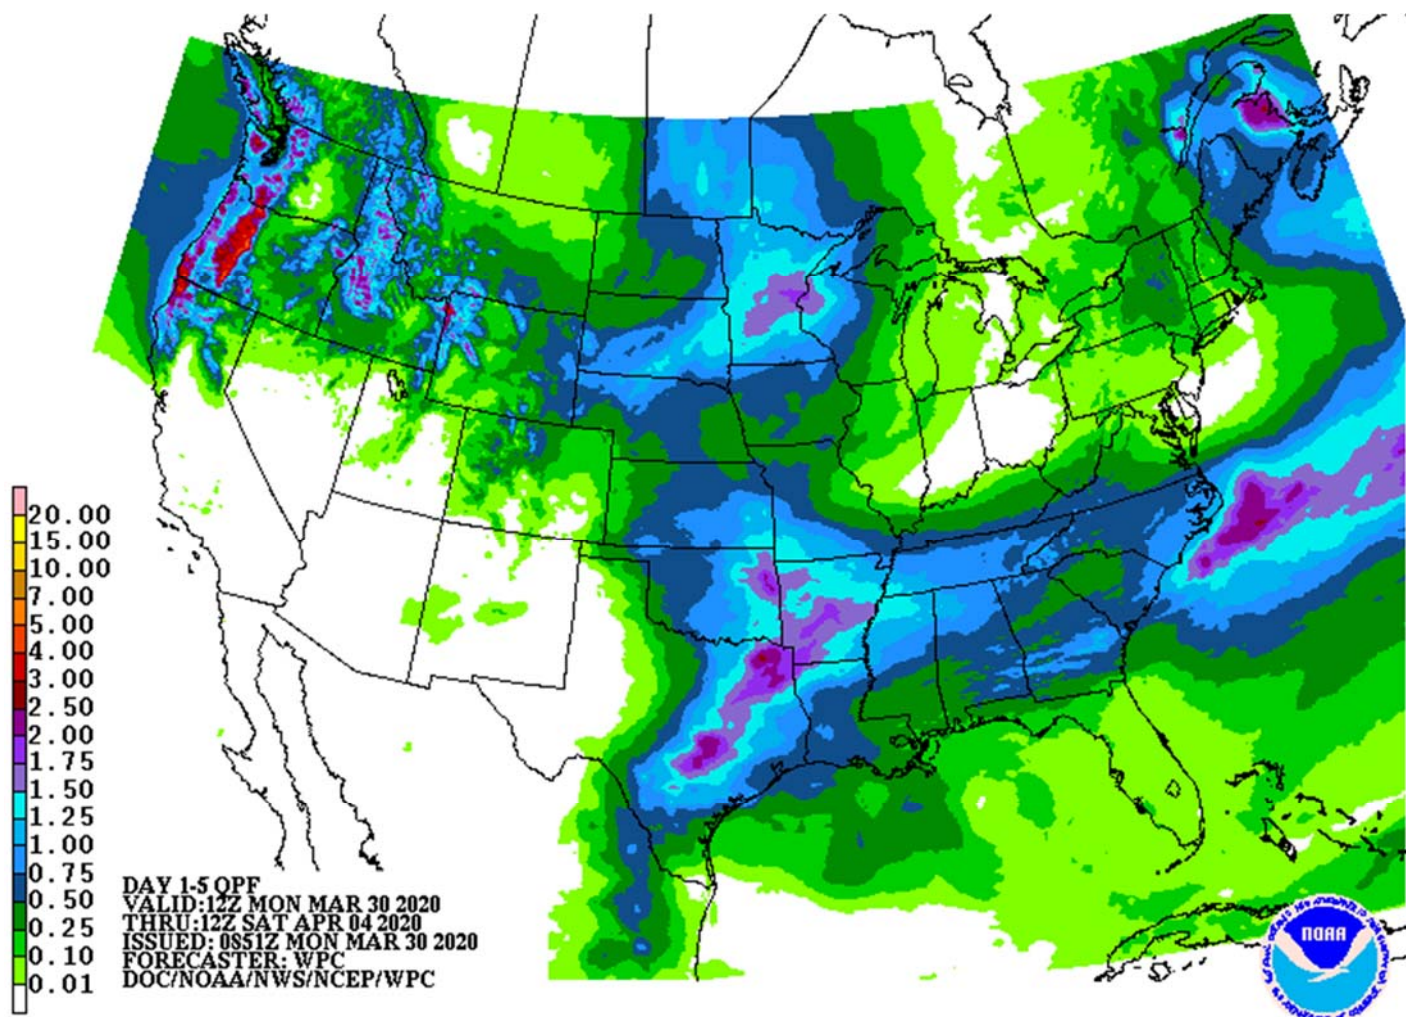 20.00
15.00
10.00
7.00
5.00
4.00
3.00
2.50
2.00
1.75
1.50
1.25
1.00
0.75
0.50
0.25
0.10
0.01
DAY 1-5 QPF
VALID:12Z MON MAR 30 2020
THRU:12Z SAT APR 04 2020
ISSUED: 0851Z MON MAR 30 2020
FORECASTER: WPC
DOC/NOAA/NWS/NCEP/WPC
NOAA